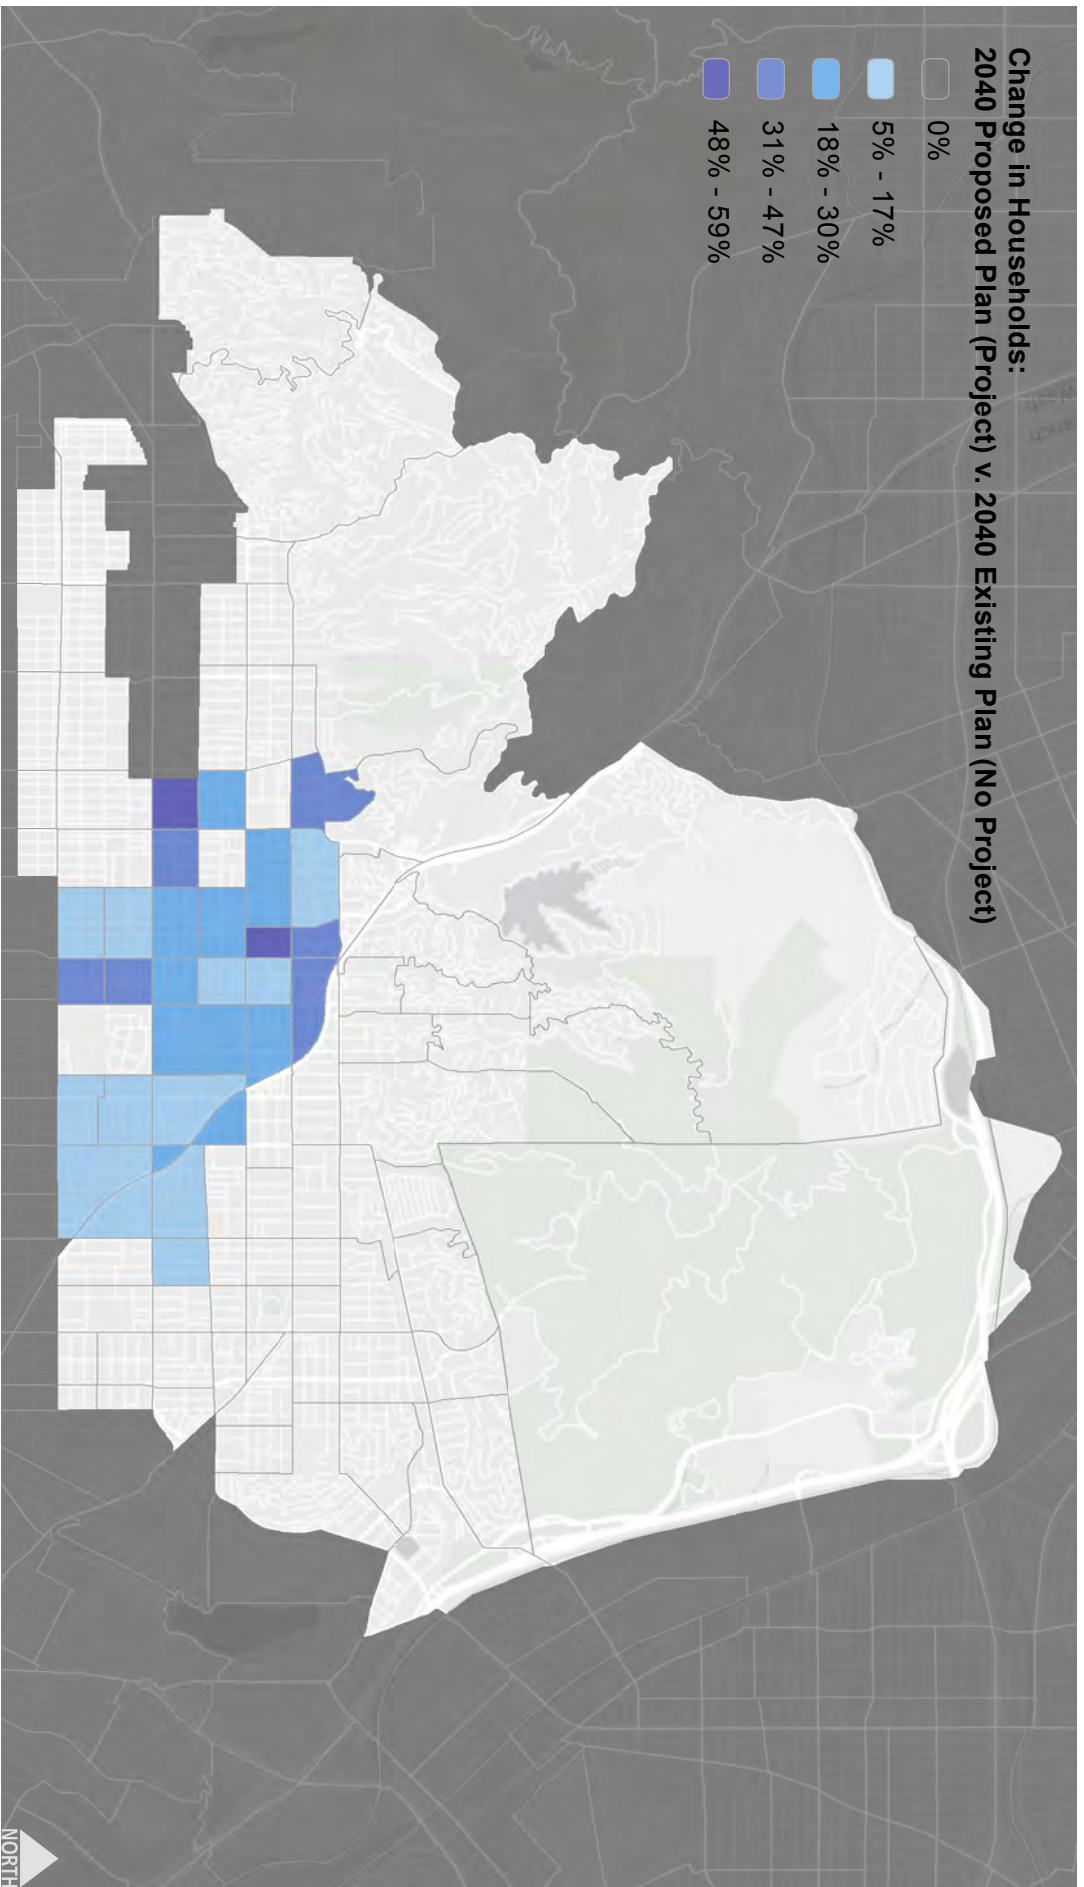 Change in Households:
2040 Proposed Plan (Project) v. 2040 Existing Plan (No Project)
0%
5% - 17%
18% - 30%
31% - 47%
48% - 59%
NORTH